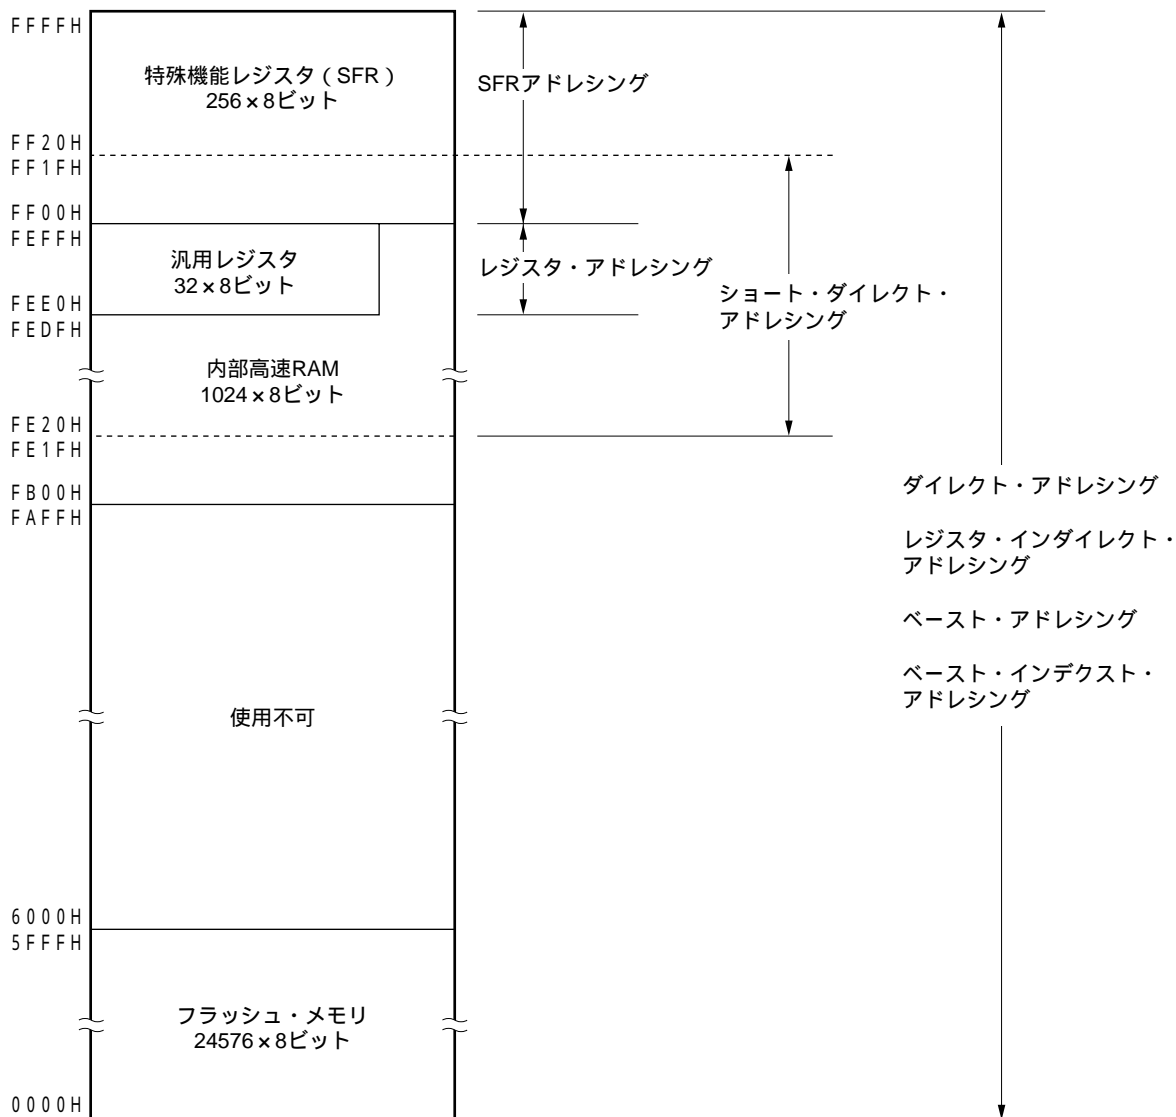 FFFFH
特殊機能レジスタ（SFR）
256×8ビット
SFRアドレシング
FF20H
FF1FH
FF00H
FEFFH
汎用レジスタ
32×8ビット
レジスタ・アドレシング
ショート・ダイレクト・
アドレシング
FEE0H
FEDFH
内部高速RAM
1024×8ビット
FE20H
FE1FH
FB00H
FAFFH
ダイレクト・アドレシング
レジスタ・インダイレクト・
アドレシング
ベースト・アドレシング
ベースト・インデクスト・
アドレシング
使用不可
6000H
5FFFH
フラッシュ・メモリ
24576×8ビット
0000H